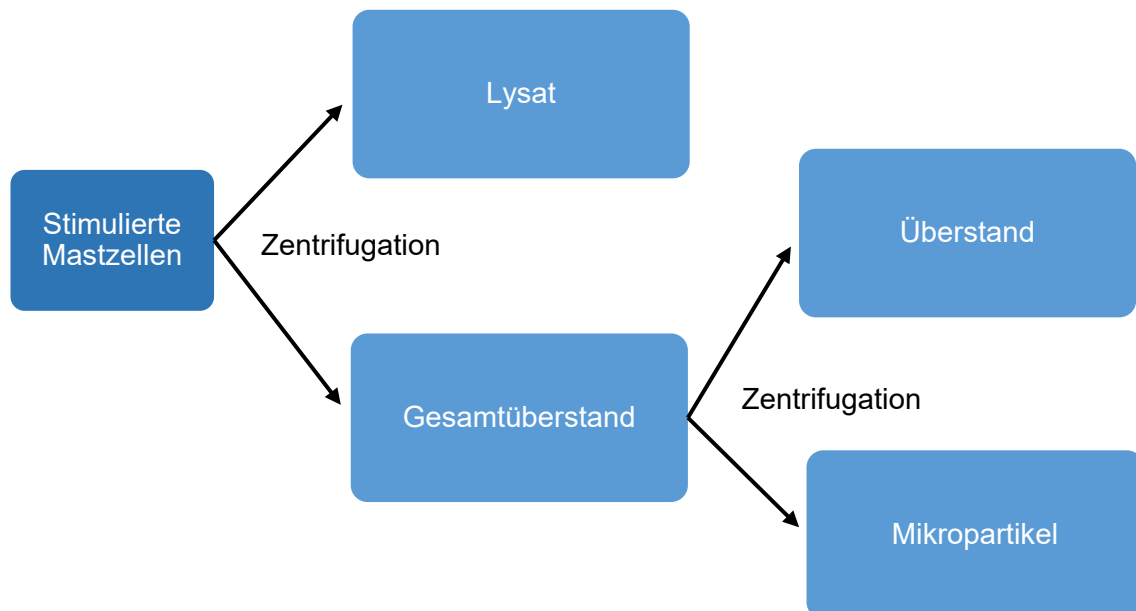 Lysat
Stimulierte
Mastzellen
Zentrifugation
Überstand
Gesamtüberstand
Zentrifugation
Mikropartikel